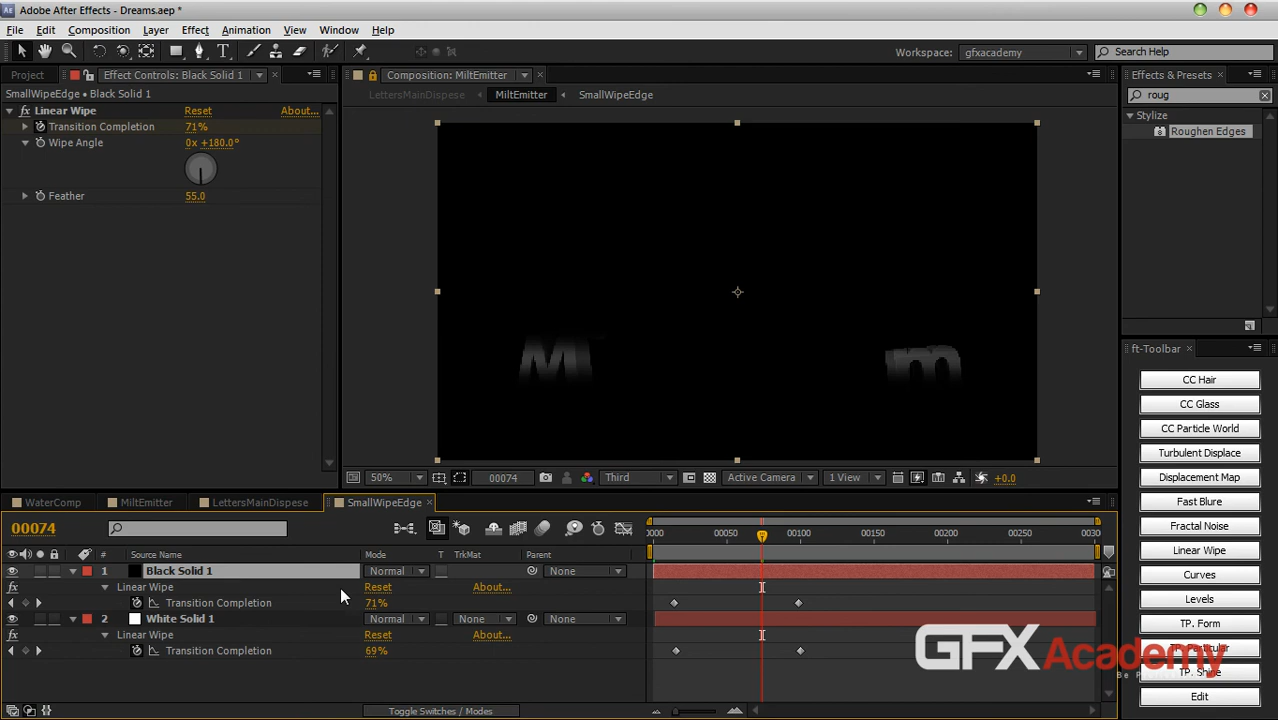 Adobe After Effects - Dreams.aep *
File Edit Composition Layer Effect Animation View Window Help
Workspace: gfxacademy Search Help
Project Effect Controls: Black Solid 1 Composition: MiltEmitter Effects & Presets
SmallWipeEdge • Black Solid 1 LettersMainDispese MiltEmitter SmallWipeEdge roug
Linear Wipe Reset About... Stylize
Transition Completion 71% Roughen Edges
Wipe Angle 0x +180.0°
Feather 55.0
MI m
ft-Toolbar
CC Hair
CC Glass
CC Particle World
Turbulent Displace
Displacement Map
Fast Blure
Fractal Noise
Linear Wipe
Curves
Levels
TP. Form
TP. Particular
TP. Shine
Edit
50% 00074 Third Active Camera 1 View +0.0
WaterComp MiltEmitter LettersMainDispese SmallWipeEdge
00074 0000 00050 00100 00150 00200 00250 0030
# Source Name Mode T TrkMat Parent
1 Black Solid 1 Normal None
Linear Wipe Reset About...
Transition Completion 71%
2 White Solid 1 Normal None None
Linear Wipe Reset About...
Transition Completion 69%
Toggle Switches / Modes
GFXAcademy